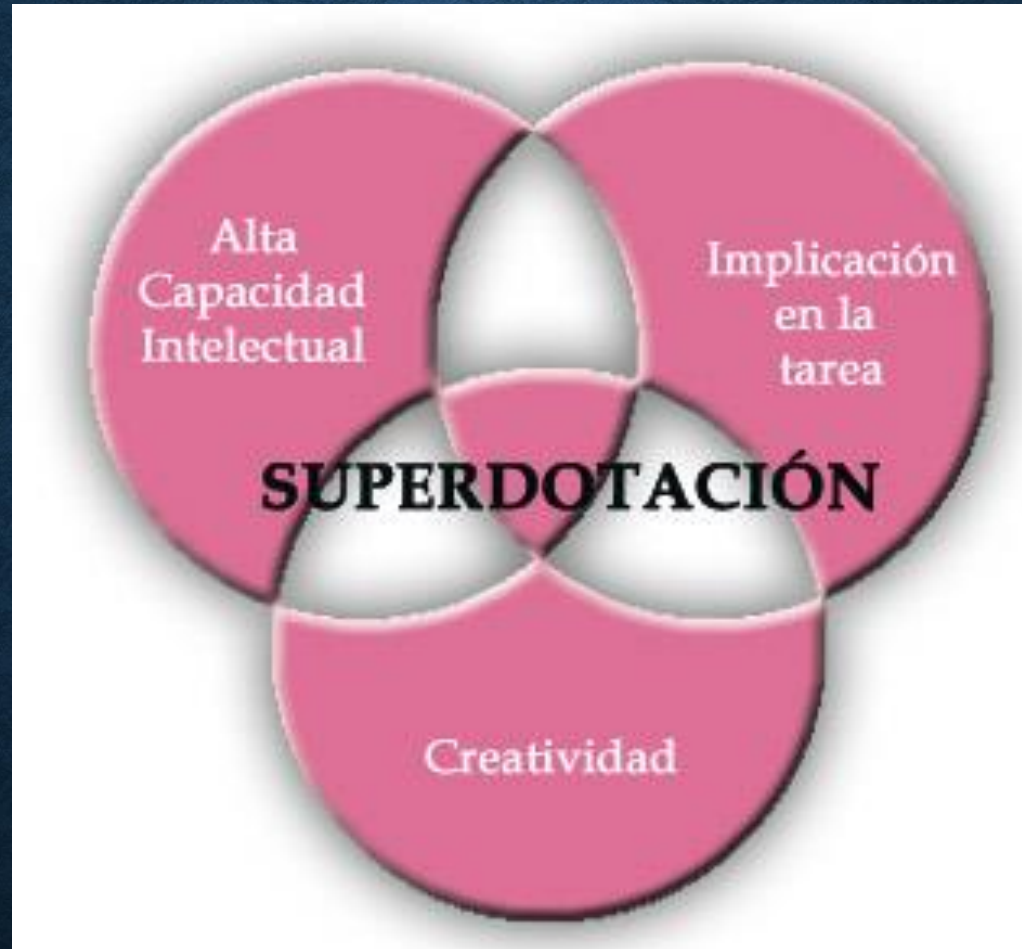 Alta
Capacidad
Intelectual
Implicación
en la
tarea
SUPERDOTACIÓN
Creatividad